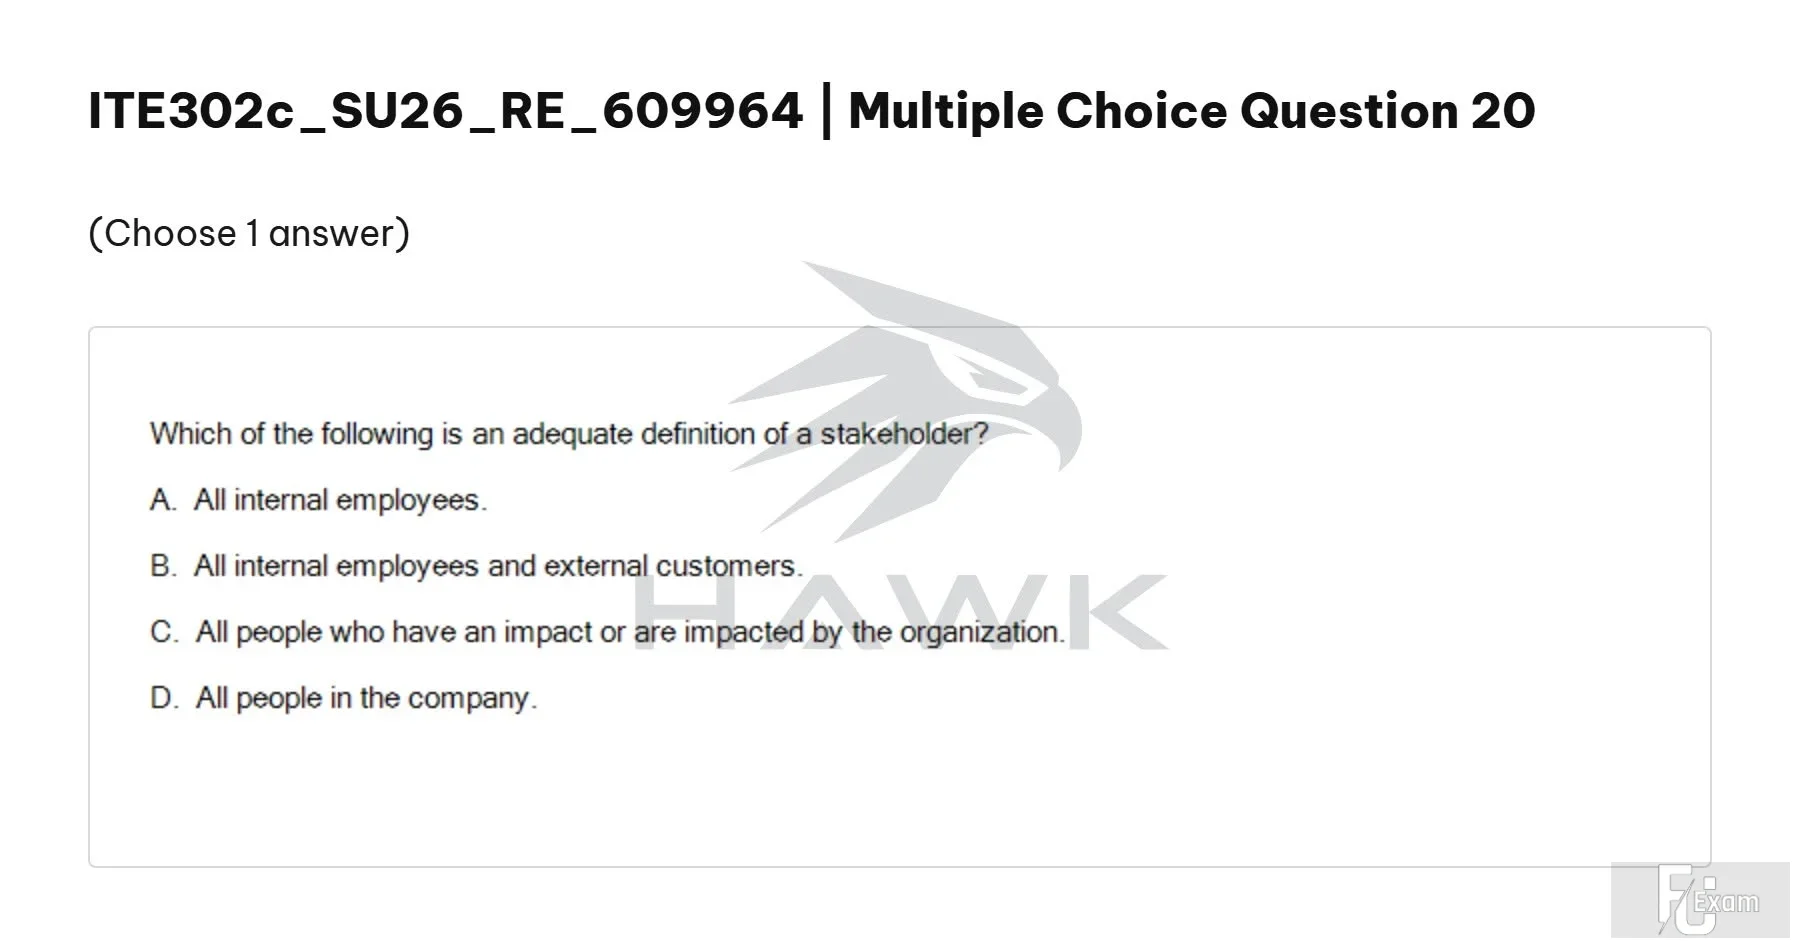 ITE302c_SU26_RE_609964 | Multiple Choice Question 20
(Choose 1 answer)
Which of the following is an adequate definition of a stakeholder?
A. All internal employees.
B. All internal employees and external customers.
C. All people who have an impact or are impacted by the organization.
D. All people in the company.
HAWK
FU Exam